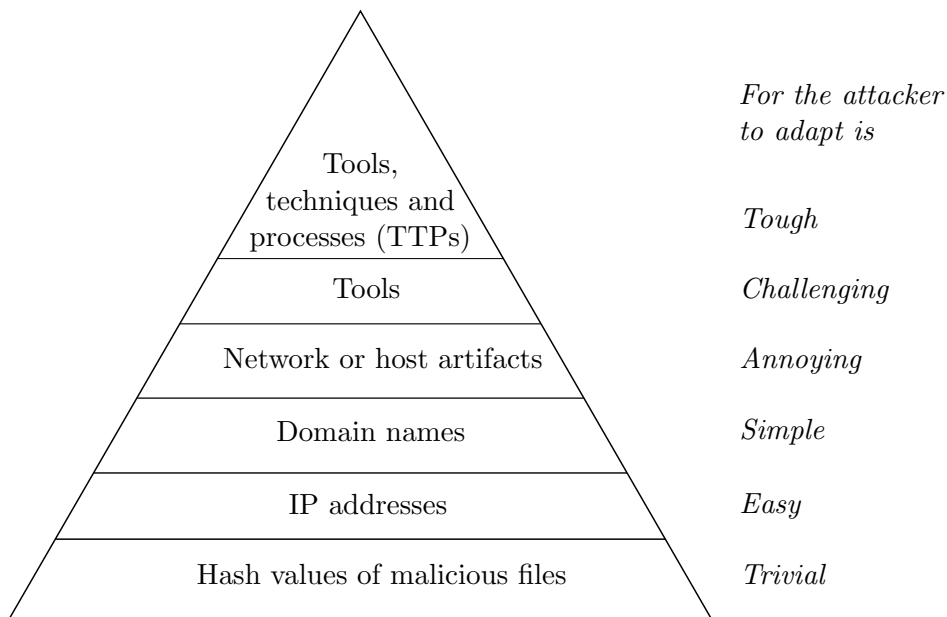 For the attacker
to adapt is
Tools,
techniques and
processes (TTPs)
Tough
Tools
Challenging
Network or host artifacts
Annoying
Domain names
Simple
IP addresses
Easy
Hash values of malicious files
Trivial